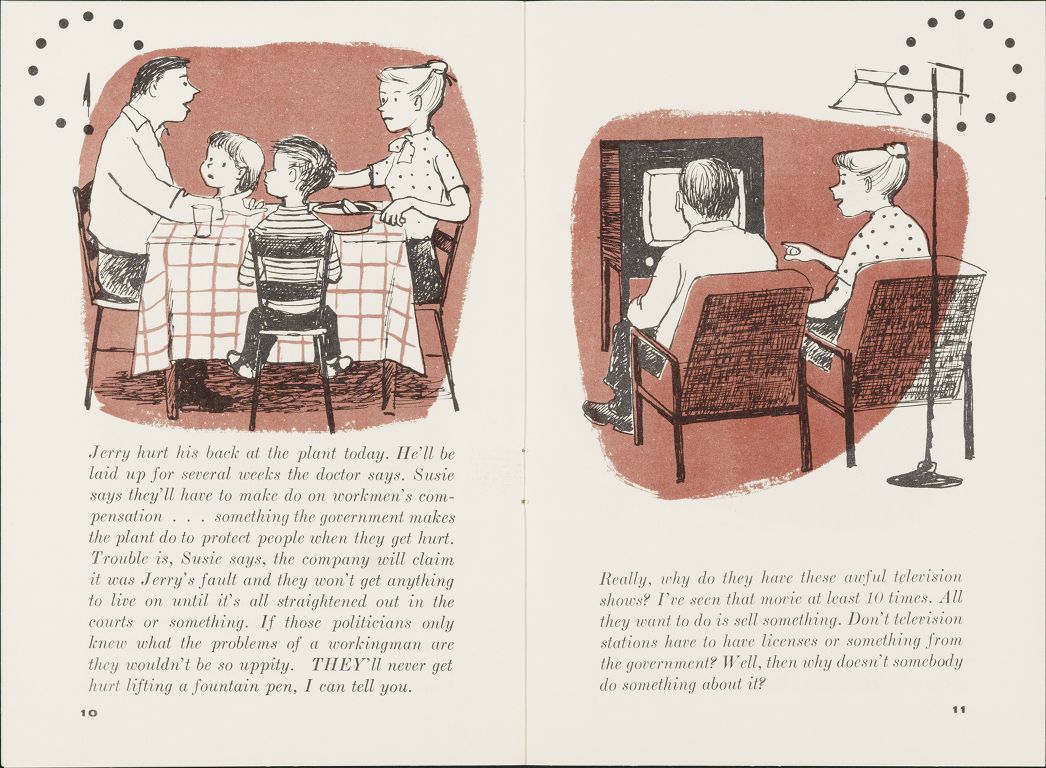 Jerry hurt his back at the plant today. He'll be
laid up for several weeks the doctor says. Susie
says they'll have to make do on workmen's com-
pensation . . . something the government makes
the plant do to protect people when they get hurt.
Trouble is, Susie says, the company will claim
it was Jerry's fault and they won't get anything
to live on until it's all straightened out in the
courts or something. If those politicians only
knew what the problems of a workingman are
they wouldn't be so uppity. THEY'll never get
hurt lifting a fountain pen, I can tell you.
10
Really, why do they have these awful television
shows? I've seen that movie at least 10 times. All
they want to do is sell something. Don't television
stations have to have licenses or something from
the government? Well, then why doesn't somebody
do something about it?
11